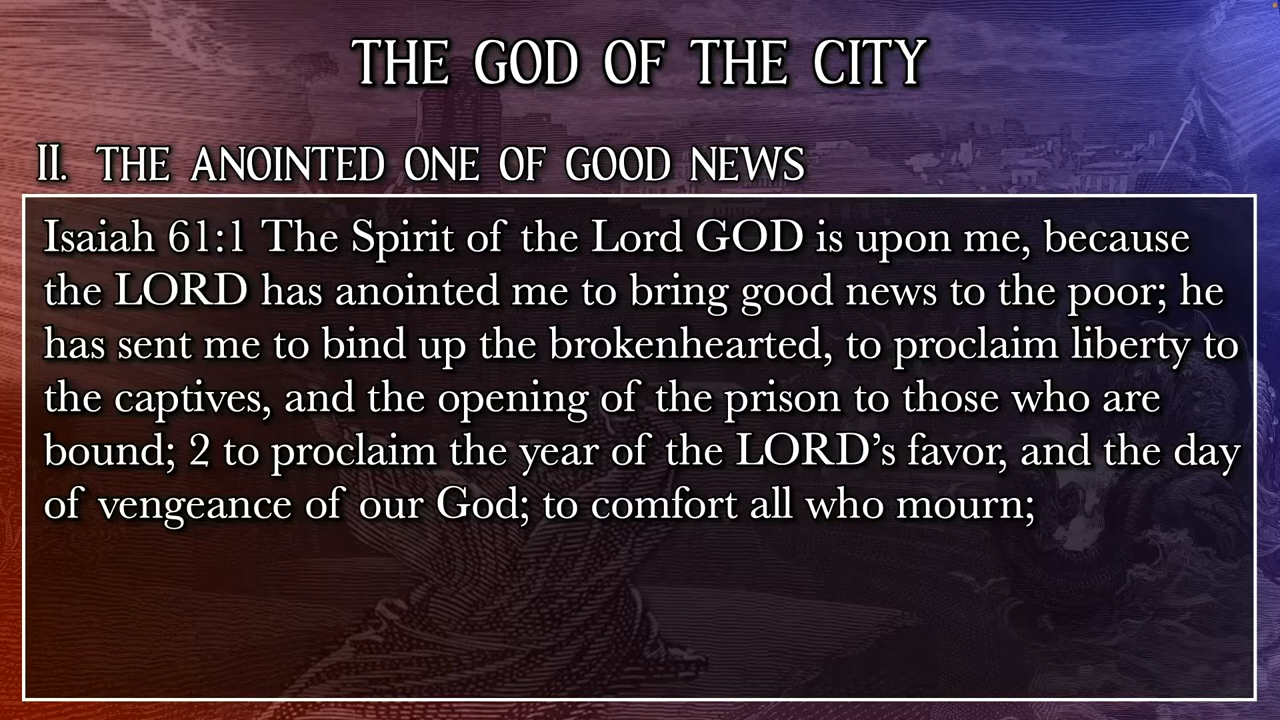 THE GOD OF THE CITY
II. THE ANOINTED ONE OF GOOD NEWS
Isaiah 61:1 The Spirit of the Lord GOD is upon me, because
the LORD has anointed me to bring good news to the poor; he
has sent me to bind up the brokenhearted, to proclaim liberty to
the captives, and the opening of the prison to those who are
bound; 2 to proclaim the year of the LORD’s favor, and the day
of vengeance of our God; to comfort all who mourn;